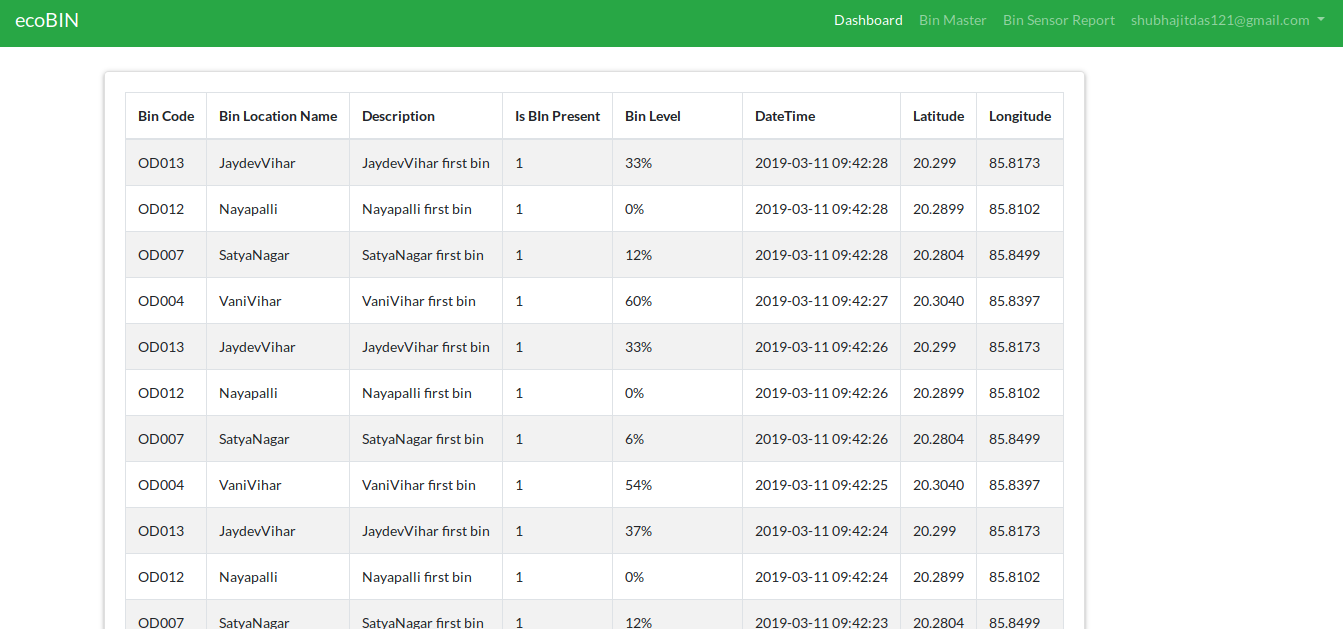 ecoBIN Dashboard Bin Master Bin Sensor Report shubhajitdas121@gmail.com
Bin Code Bin Location Name Description Is BIn Present Bin Level DateTime Latitude Longitude
OD013 JaydevVihar JaydevVihar first bin 1 33% 2019-03-11 09:42:28 20.299 85.8173
OD012 Nayapalli Nayapalli first bin 1 0% 2019-03-11 09:42:28 20.2899 85.8102
OD007 SatyaNagar SatyaNagar first bin 1 12% 2019-03-11 09:42:28 20.2804 85.8499
OD004 VaniVihar VaniVihar first bin 1 60% 2019-03-11 09:42:27 20.3040 85.8397
OD013 JaydevVihar JaydevVihar first bin 1 33% 2019-03-11 09:42:26 20.299 85.8173
OD012 Nayapalli Nayapalli first bin 1 0% 2019-03-11 09:42:26 20.2899 85.8102
OD007 SatyaNagar SatyaNagar first bin 1 6% 2019-03-11 09:42:26 20.2804 85.8499
OD004 VaniVihar VaniVihar first bin 1 54% 2019-03-11 09:42:25 20.3040 85.8397
OD013 JaydevVihar JaydevVihar first bin 1 37% 2019-03-11 09:42:24 20.299 85.8173
OD012 Nayapalli Nayapalli first bin 1 0% 2019-03-11 09:42:24 20.2899 85.8102
OD007 SatyaNagar SatyaNagar first bin 1 12% 2019-03-11 09:42:23 20.2804 85.8499